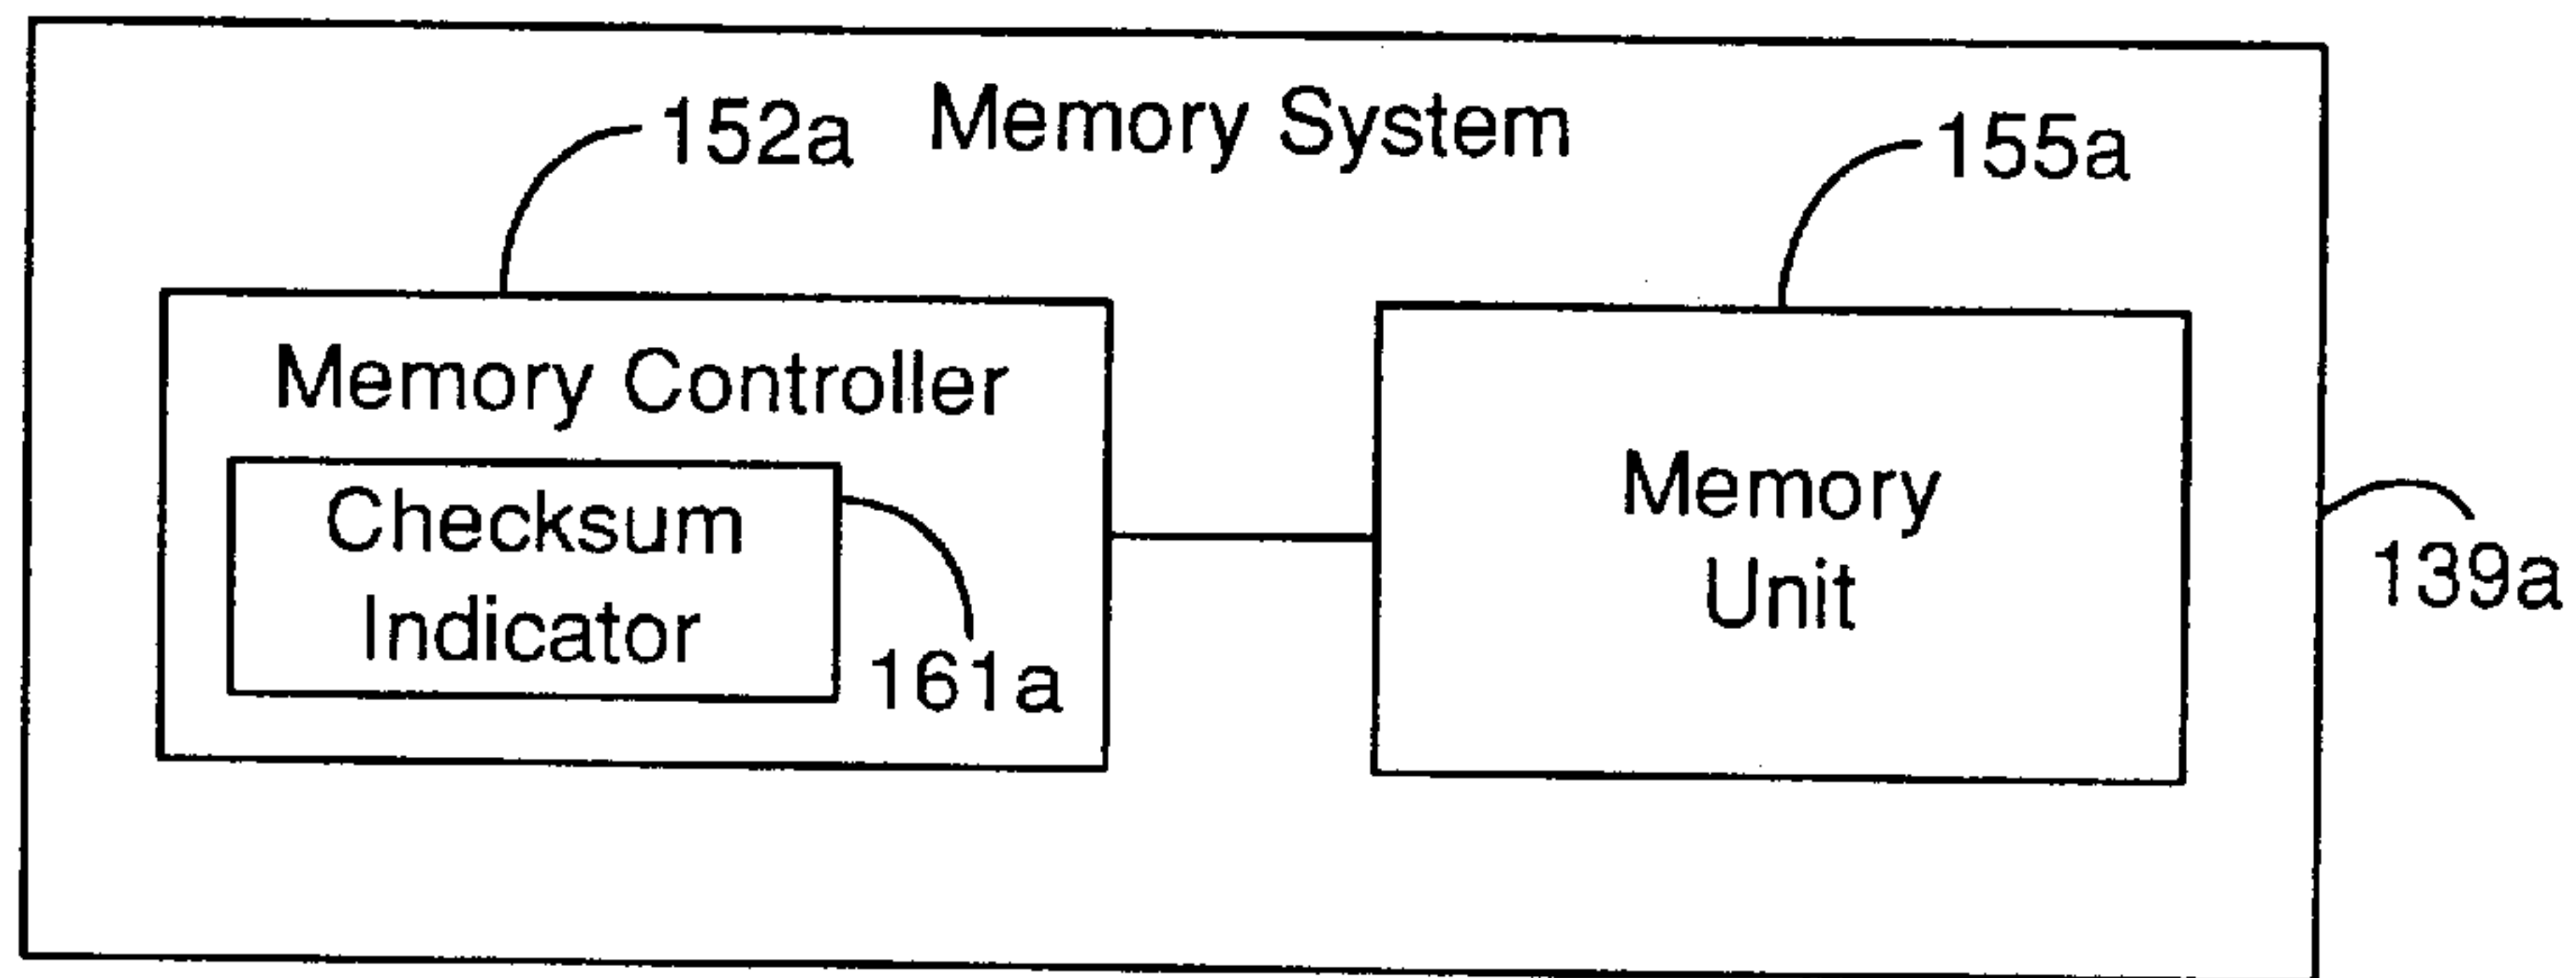 Memory System
152a
155a
Memory Controller
Checksum
Indicator
161a
Memory
Unit
139a